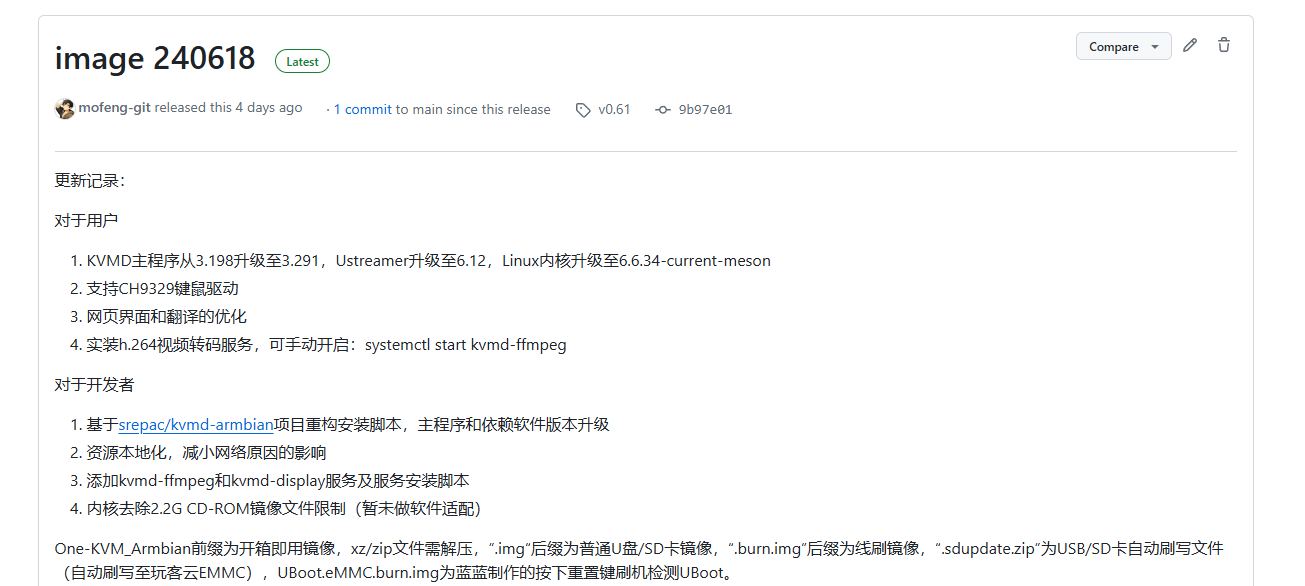 image 240618 Latest Compare
mofeng-git released this 4 days ago · 1 commit to main since this release v0.61 9b97e01
更新记录：
对于用户
1. KVMD主程序从3.198升级至3.291，Ustreamer升级至6.12，Linux内核升级至6.6.34-current-meson
2. 支持CH9329键鼠驱动
3. 网页界面和翻译的优化
4. 实装h.264视频转码服务，可手动开启：systemctl start kvmd-ffmpeg
对于开发者
1. 基于srepac/kvmd-armbian项目重构安装脚本，主程序和依赖软件版本升级
2. 资源本地化，减小网络原因的影响
3. 添加kvmd-ffmpeg和kvmd-display服务及服务安装脚本
4. 内核去除2.2G CD-ROM镜像文件限制（暂未做软件适配）
One-KVM_Armbian前缀为开箱即用镜像，xz/zip文件需解压，“.img“后缀为普通U盘/SD卡镜像，“.burn.img“后缀为线刷镜像，“.sdupdate.zip“为USB/SD卡自动刷写文件
（自动刷写至玩客云EMMC），UBoot.eMMC.burn.img为蓝蓝制作的按下重置键刷机检测UBoot。